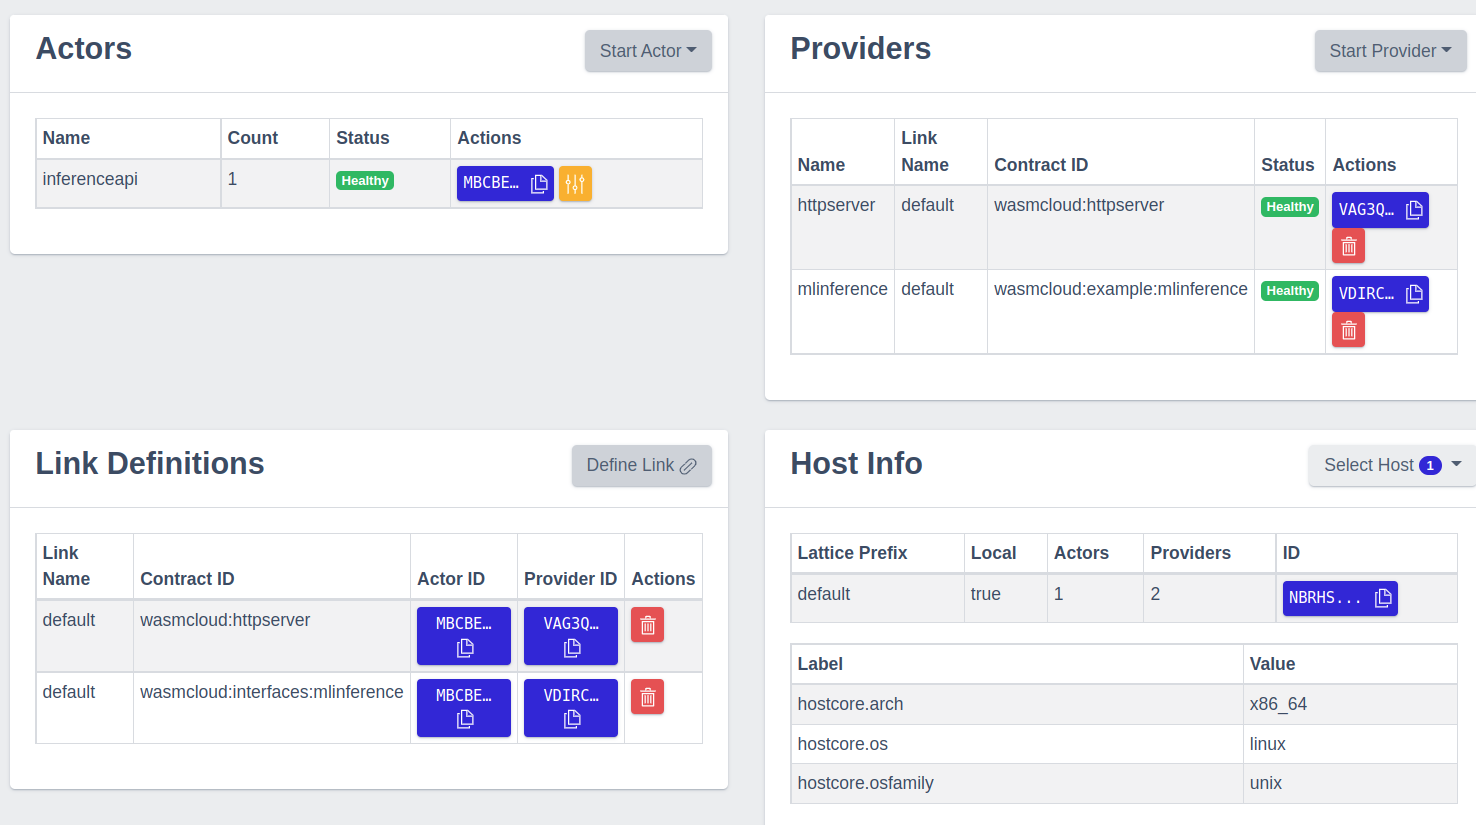 Actors
Start Actor
Name Count Status Actions
inferenceapi 1 Healthy MBCBE...
Providers
Start Provider
Name Link Name Contract ID Status Actions
httpserver default wasmcloud:httpserver Healthy VAG3Q...
mlinference default wasmcloud:example:mlinference Healthy VDIRC...
Link Definitions
Define Link
Link Name Contract ID Actor ID Provider ID Actions
default wasmcloud:httpserver MBCBE... VAG3Q...
default wasmcloud:interfaces:mlinference MBCBE... VDIRC...
Host Info
Select Host 1
Lattice Prefix Local Actors Providers ID
default true 1 2 NBRHS...
Label Value
hostcore.arch x86_64
hostcore.os linux
hostcore.osfamily unix